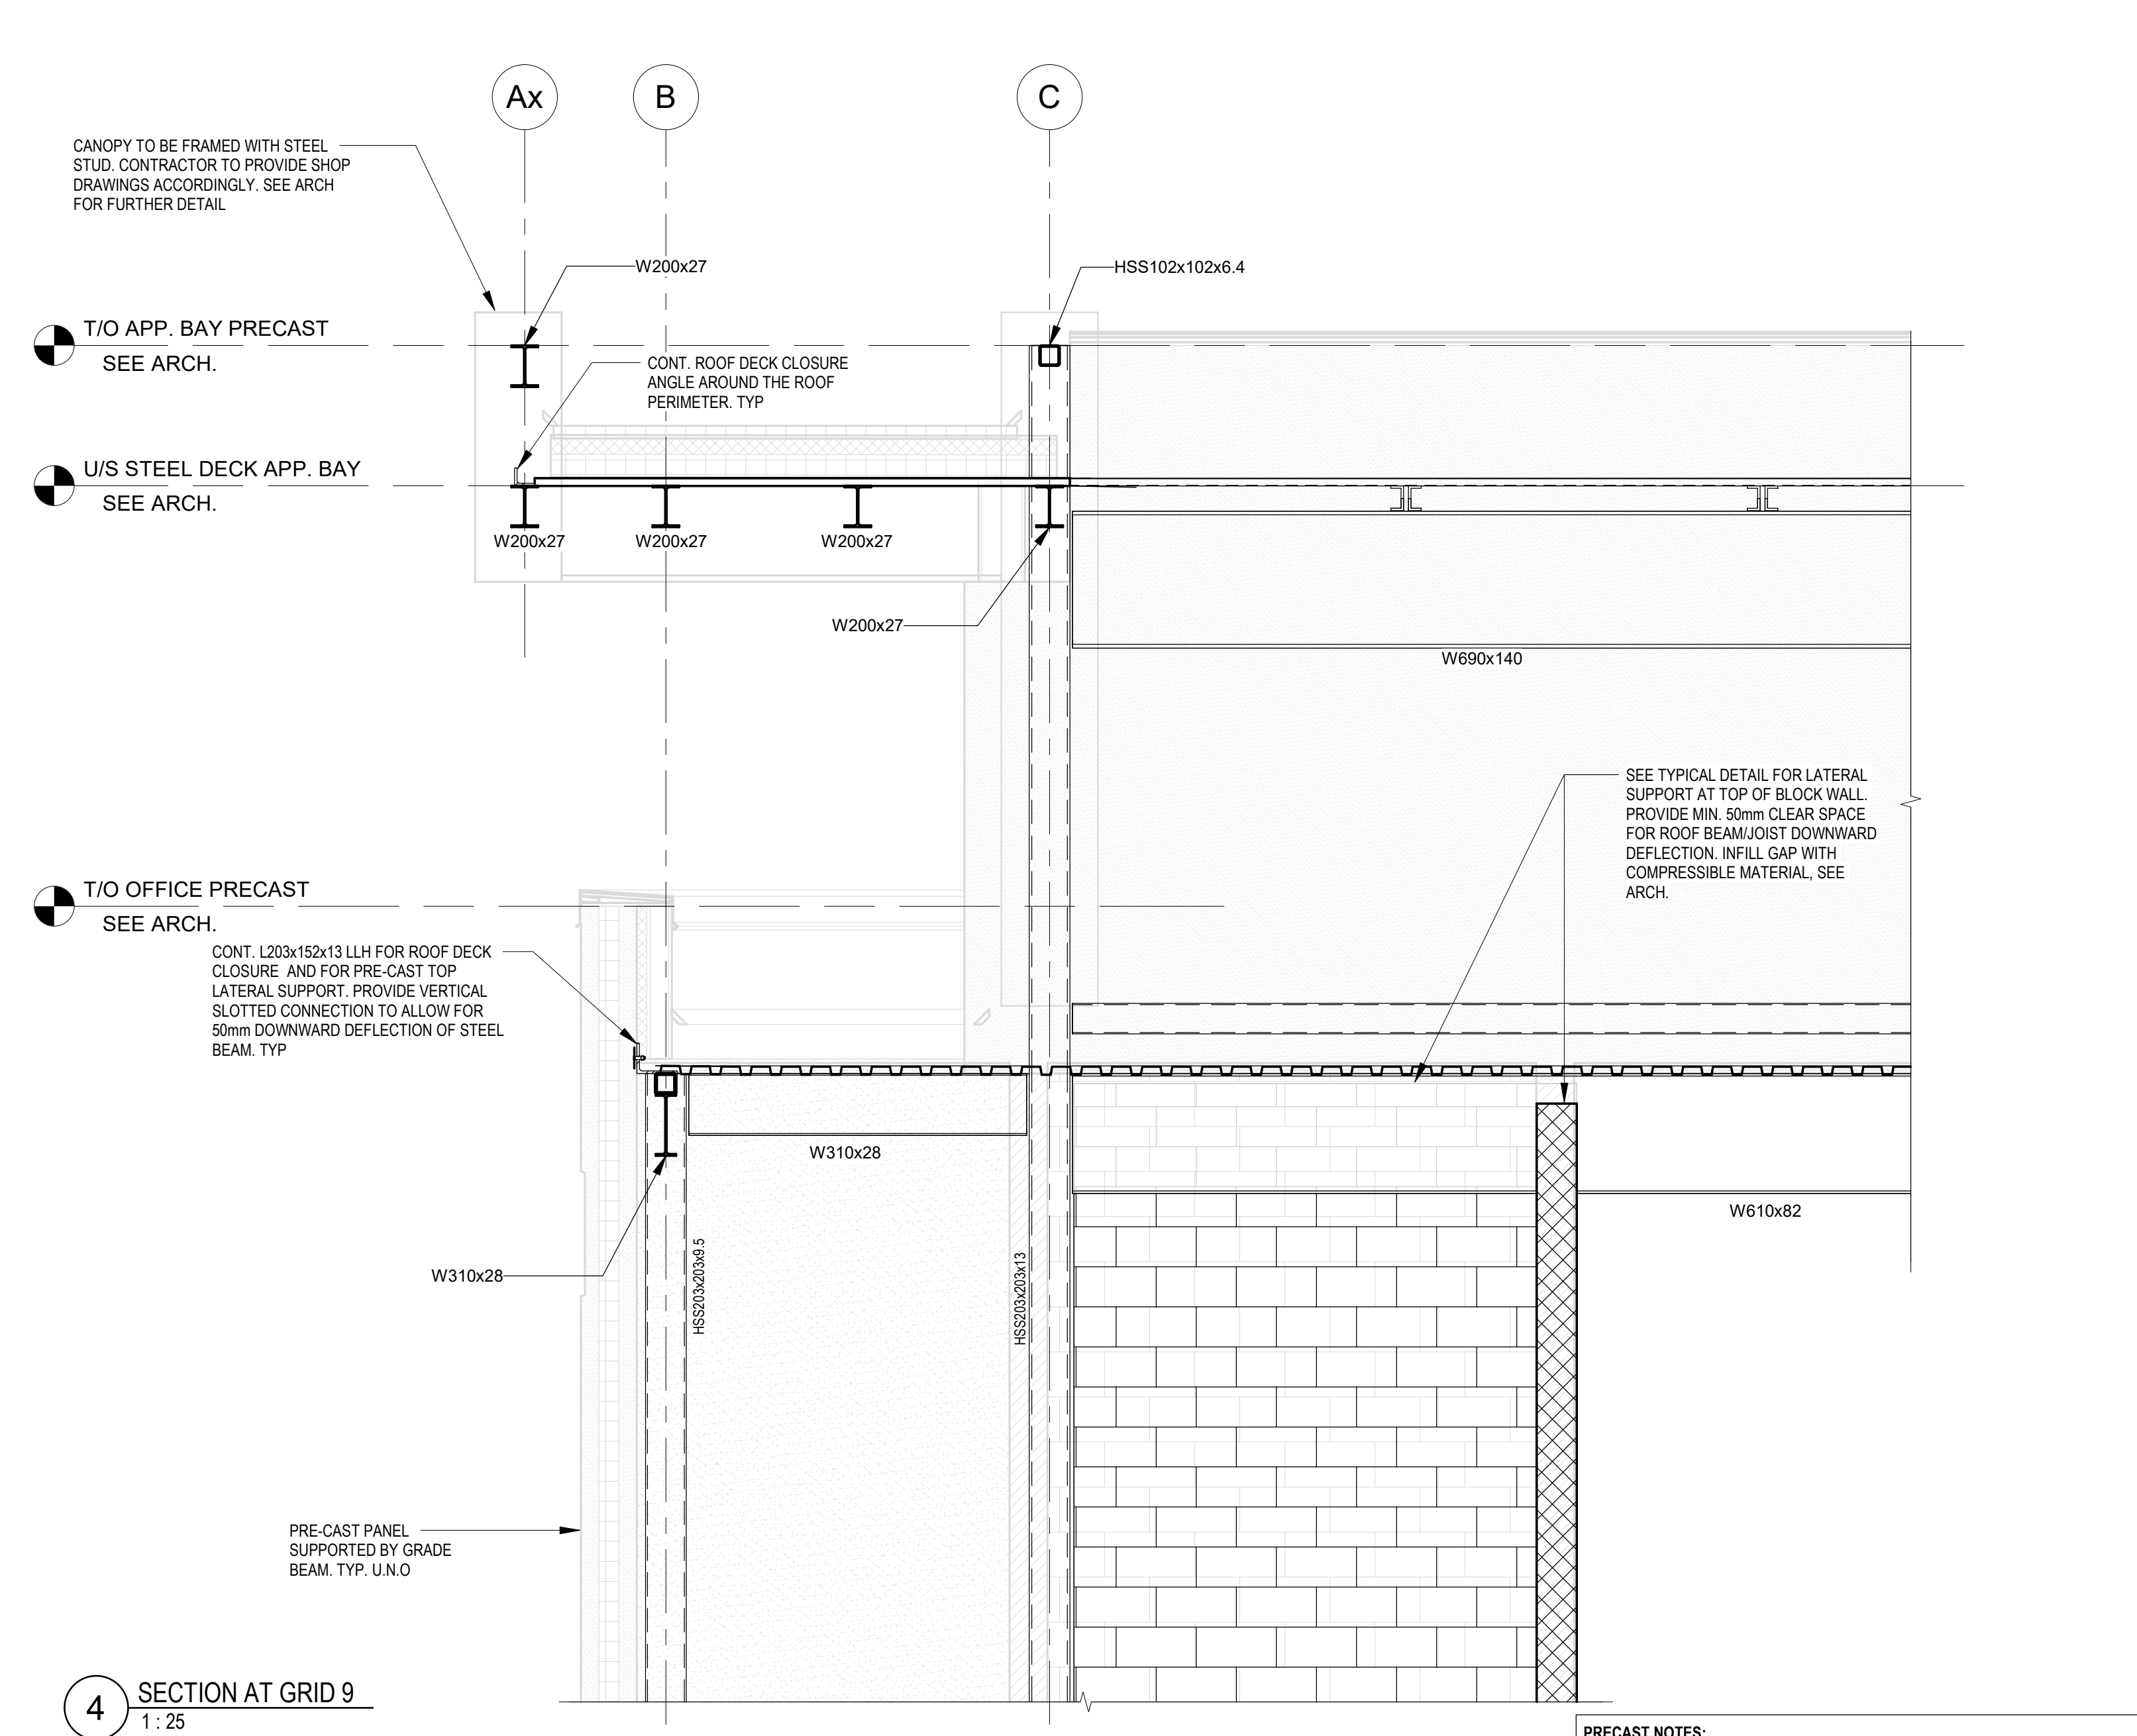 Ax
B
C
CANOPY TO BE FRAMED WITH STEEL
STUD. CONTRACTOR TO PROVIDE SHOP
DRAWINGS ACCORDINGLY. SEE ARCH
FOR FURTHER DETAIL
W200x27
HSS102x102x6.4
T/O APP. BAY PRECAST
SEE ARCH.
CONT. ROOF DECK CLOSURE
ANGLE AROUND THE ROOF
PERIMETER. TYP
U/S STEEL DECK APP. BAY
SEE ARCH.
W200x27
W200x27
W200x27
W200x27
W690x140
SEE TYPICAL DETAIL FOR LATERAL
SUPPORT AT TOP OF BLOCK WALL.
PROVIDE MIN. 50mm CLEAR SPACE
FOR ROOF BEAM/JOIST DOWNWARD
DEFLECTION. INFILL GAP WITH
COMPRESSIBLE MATERIAL, SEE
ARCH.
T/O OFFICE PRECAST
SEE ARCH.
CONT. L203x152x13 LLH FOR ROOF DECK
CLOSURE AND FOR PRE-CAST TOP
LATERAL SUPPORT. PROVIDE VERTICAL
SLOTTED CONNECTION TO ALLOW FOR
50mm DOWNWARD DEFLECTION OF STEEL
BEAM. TYP
W310x28
W610x82
W310x28
HSS203x203x9.5
HSS203x203x13
PRE-CAST PANEL
SUPPORTED BY GRADE
BEAM. TYP. U.N.O
4
SECTION AT GRID 9
1 : 25
PRECAST NOTES: